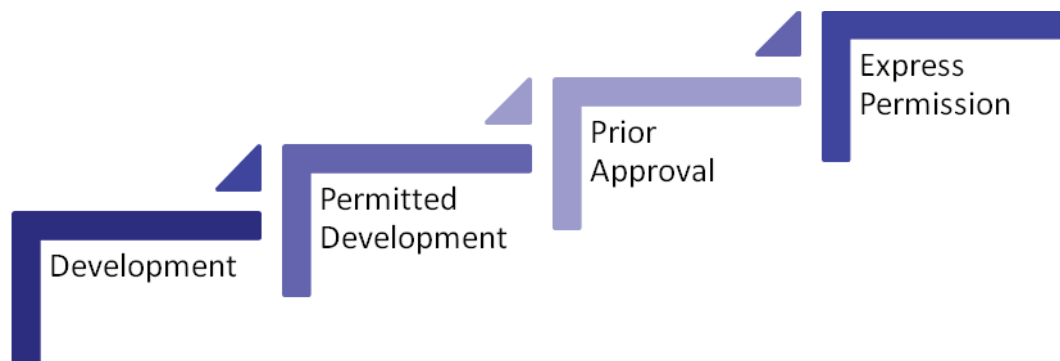 Development
Permitted
Development
Prior
Approval
Express
Permission